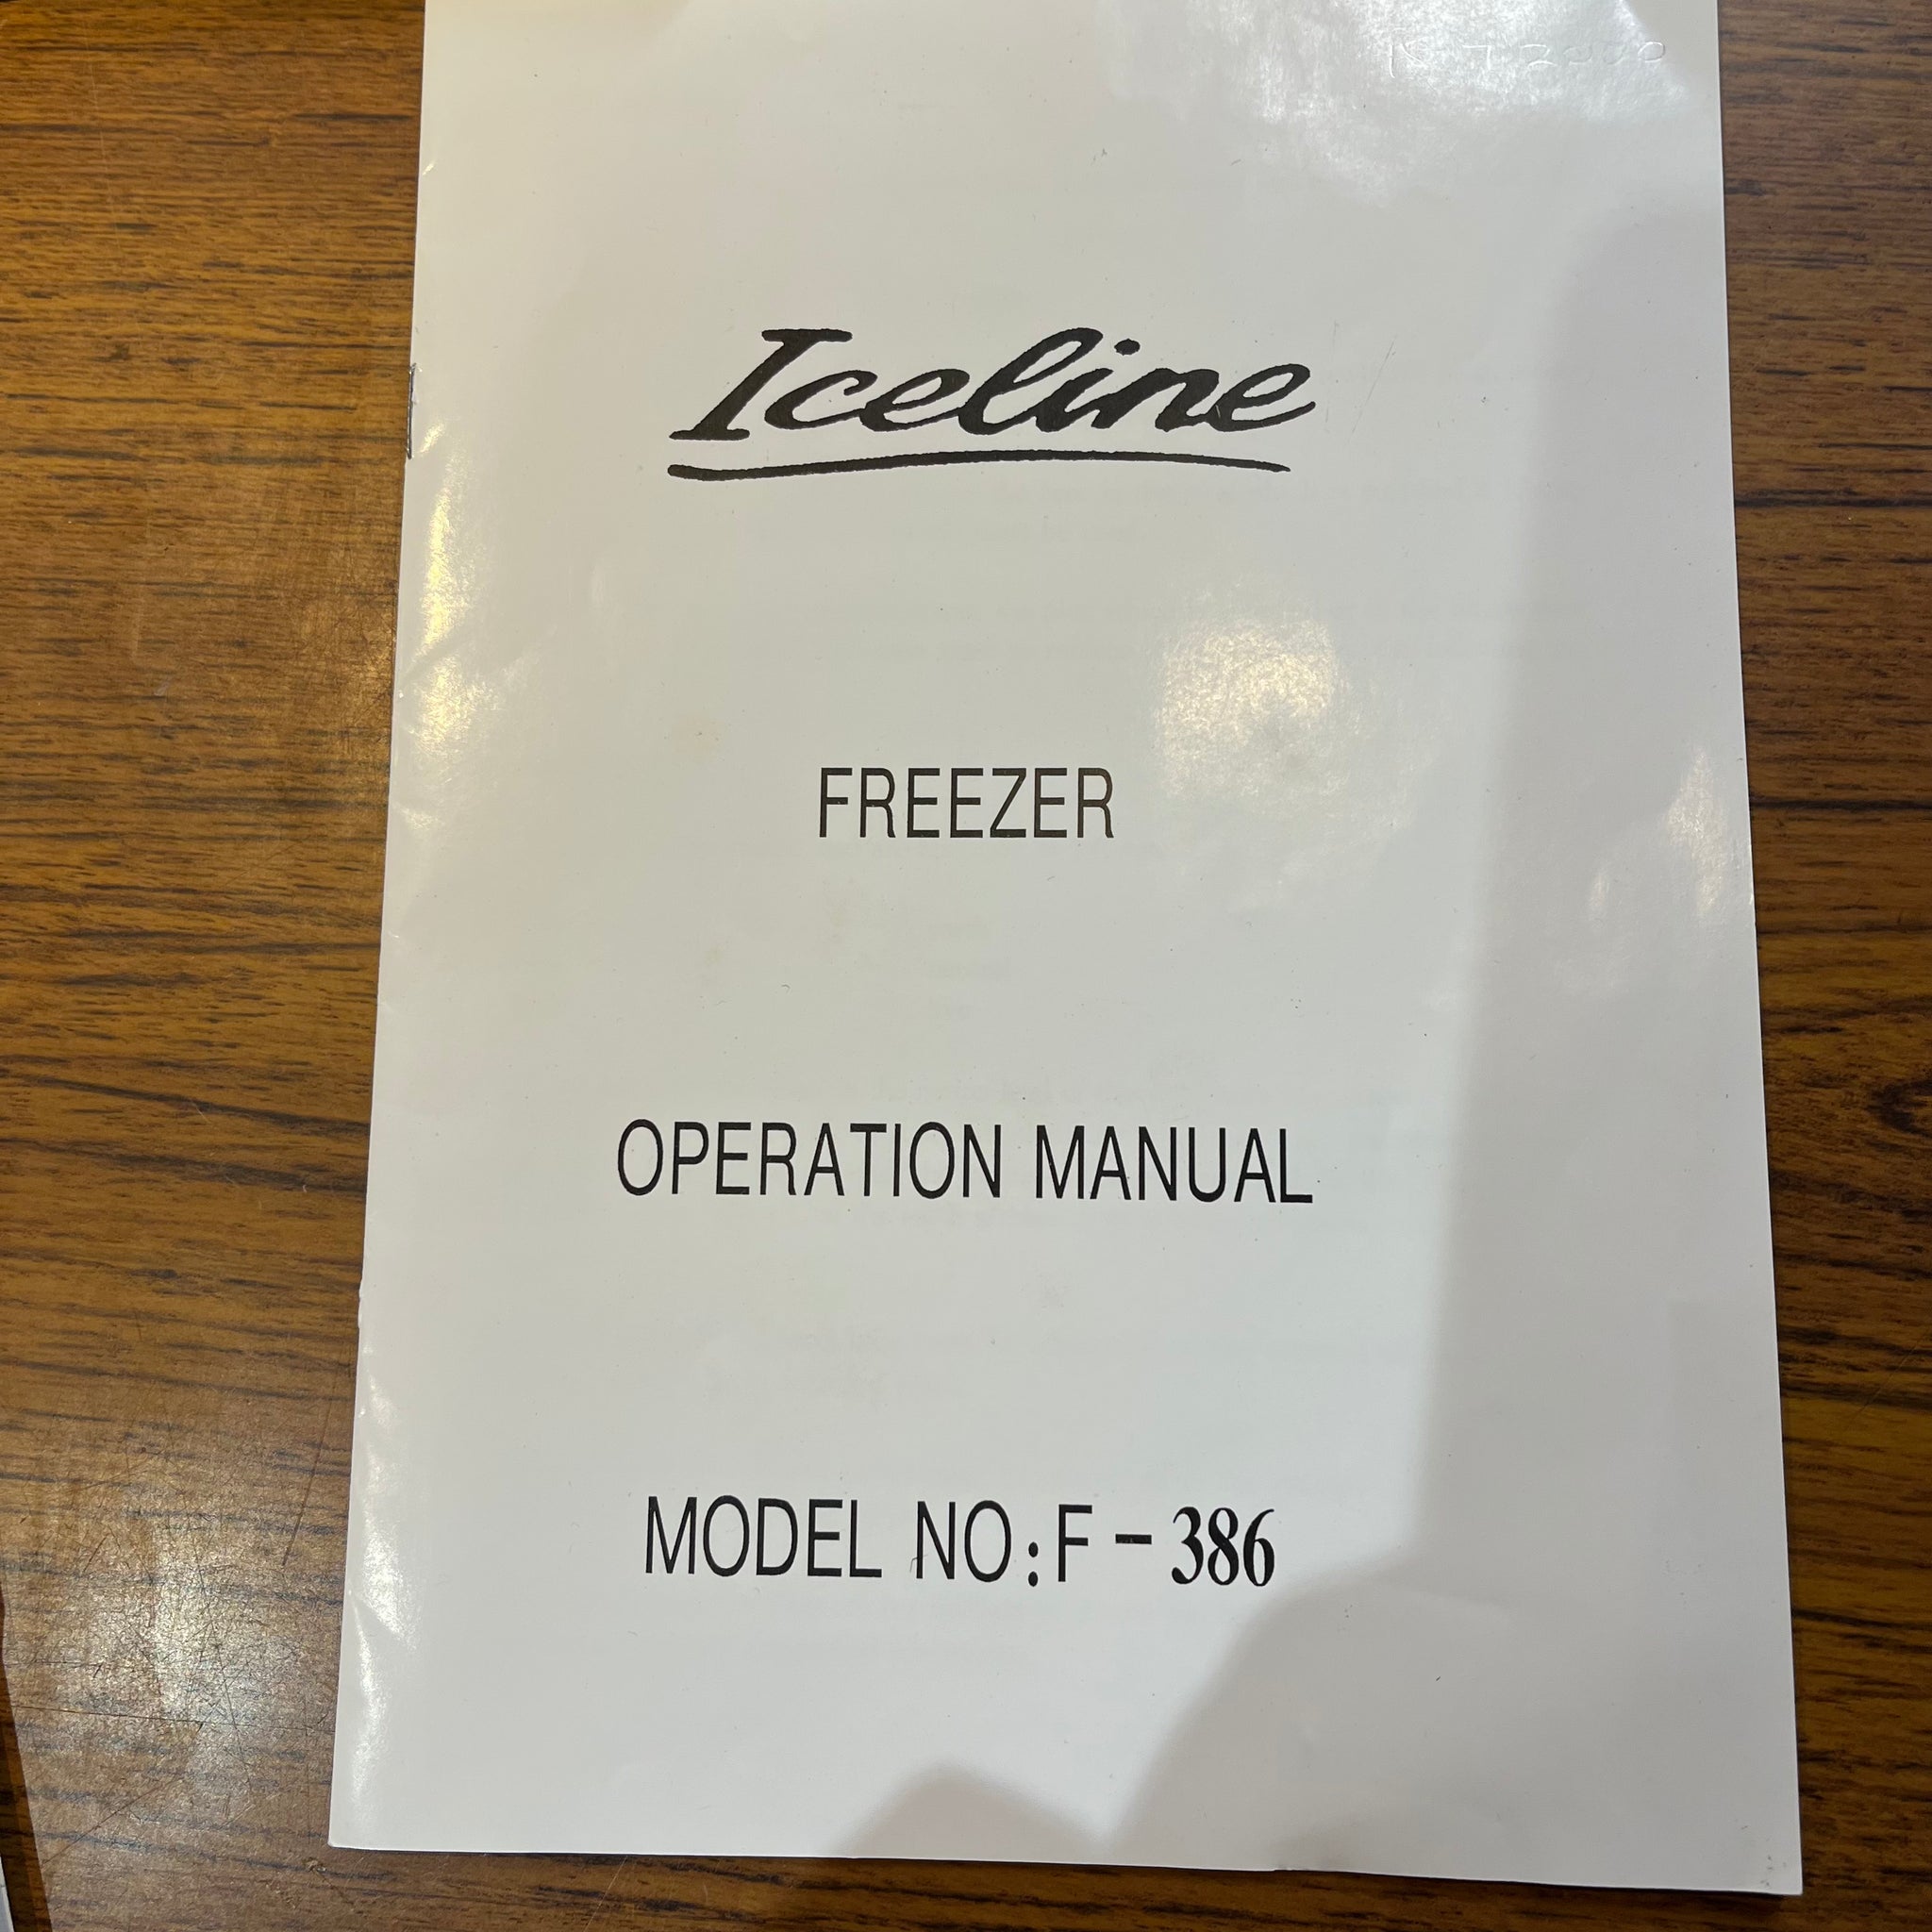 Iceline
FREEZER
OPERATION MANUAL
MODEL NO:F-386